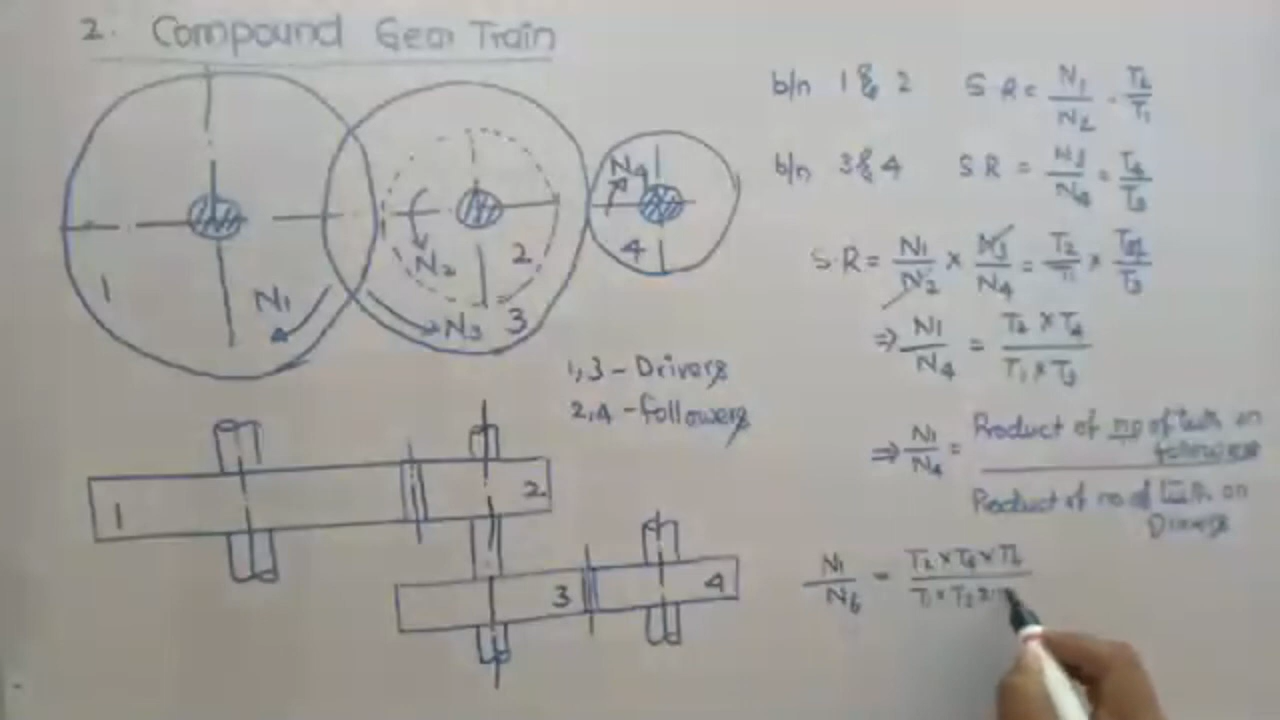 2. Compound Gear Train
b/n 1 & 2 S R = N1/N2 = T2/T1
b/n 3 & 4 S R = N3/N4 = T4/T3
S.R = N1/N2 × N3/N4 = T2/T1 × T4/T3
⇒ N1/N4 = T2 × T4 / T1 × T3
⇒ N1/N4 = Product of no of teeth on followers / Product of no of teeth on Drivers
N1/N6 = T2 × T4 × T6 / T1 × T3 ×
1
N1
N2
2
N3
3
N4
4
1,3 - Drivers
2,4 - followers
1
2
3
4